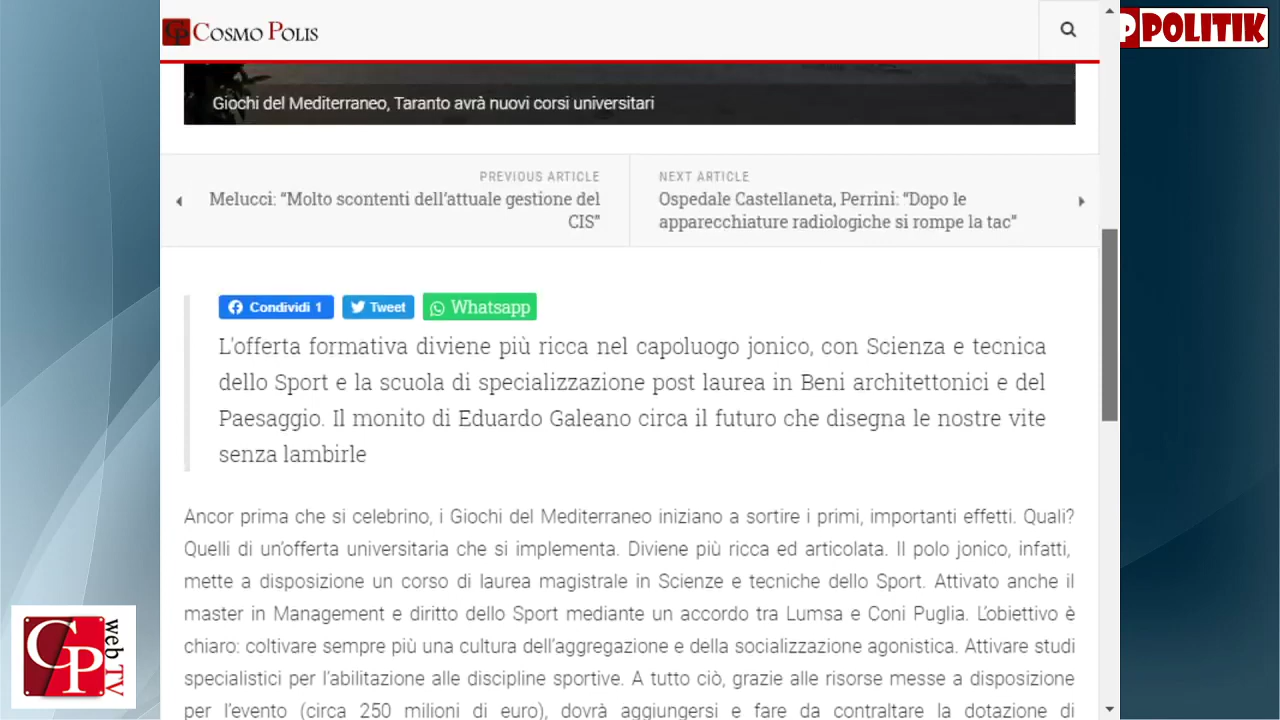 COSMO POLIS
POLITIK
Giochi del Mediterraneo, Taranto avrà nuovi corsi universitari
PREVIOUS ARTICLE
Melucci: “Molto scontenti dell’attuale gestione del
CIS”
NEXT ARTICLE
Ospedale Castellaneta, Perrini: “Dopo le
apparecchiature radiologiche si rompe la tac”
Condividi 1
Tweet
Whatsapp
L’offerta formativa diviene più ricca nel capoluogo jonico, con Scienza e tecnica
dello Sport e la scuola di specializzazione post laurea in Beni architettonici e del
Paesaggio. Il monito di Eduardo Galeano circa il futuro che disegna le nostre vite
senza lambirle
Ancor prima che si celebrino, i Giochi del Mediterraneo iniziano a sortire i primi, importanti effetti. Quali?
Quelli di un’offerta universitaria che si implementa. Diviene più ricca ed articolata. Il polo jonico, infatti,
mette a disposizione un corso di laurea magistrale in Scienze e tecniche dello Sport. Attivato anche il
master in Management e diritto dello Sport mediante un accordo tra Lumsa e Coni Puglia. L’obiettivo è
chiaro: coltivare sempre più una cultura dell’aggregazione e della socializzazione agonistica. Attivare studi
specialistici per l’abilitazione alle discipline sportive. A tutto ciò, grazie alle risorse messe a disposizione
per l’evento (circa 250 milioni di euro), dovrà aggiungersi e fare da contraltare la dotazione di
CP
web TV